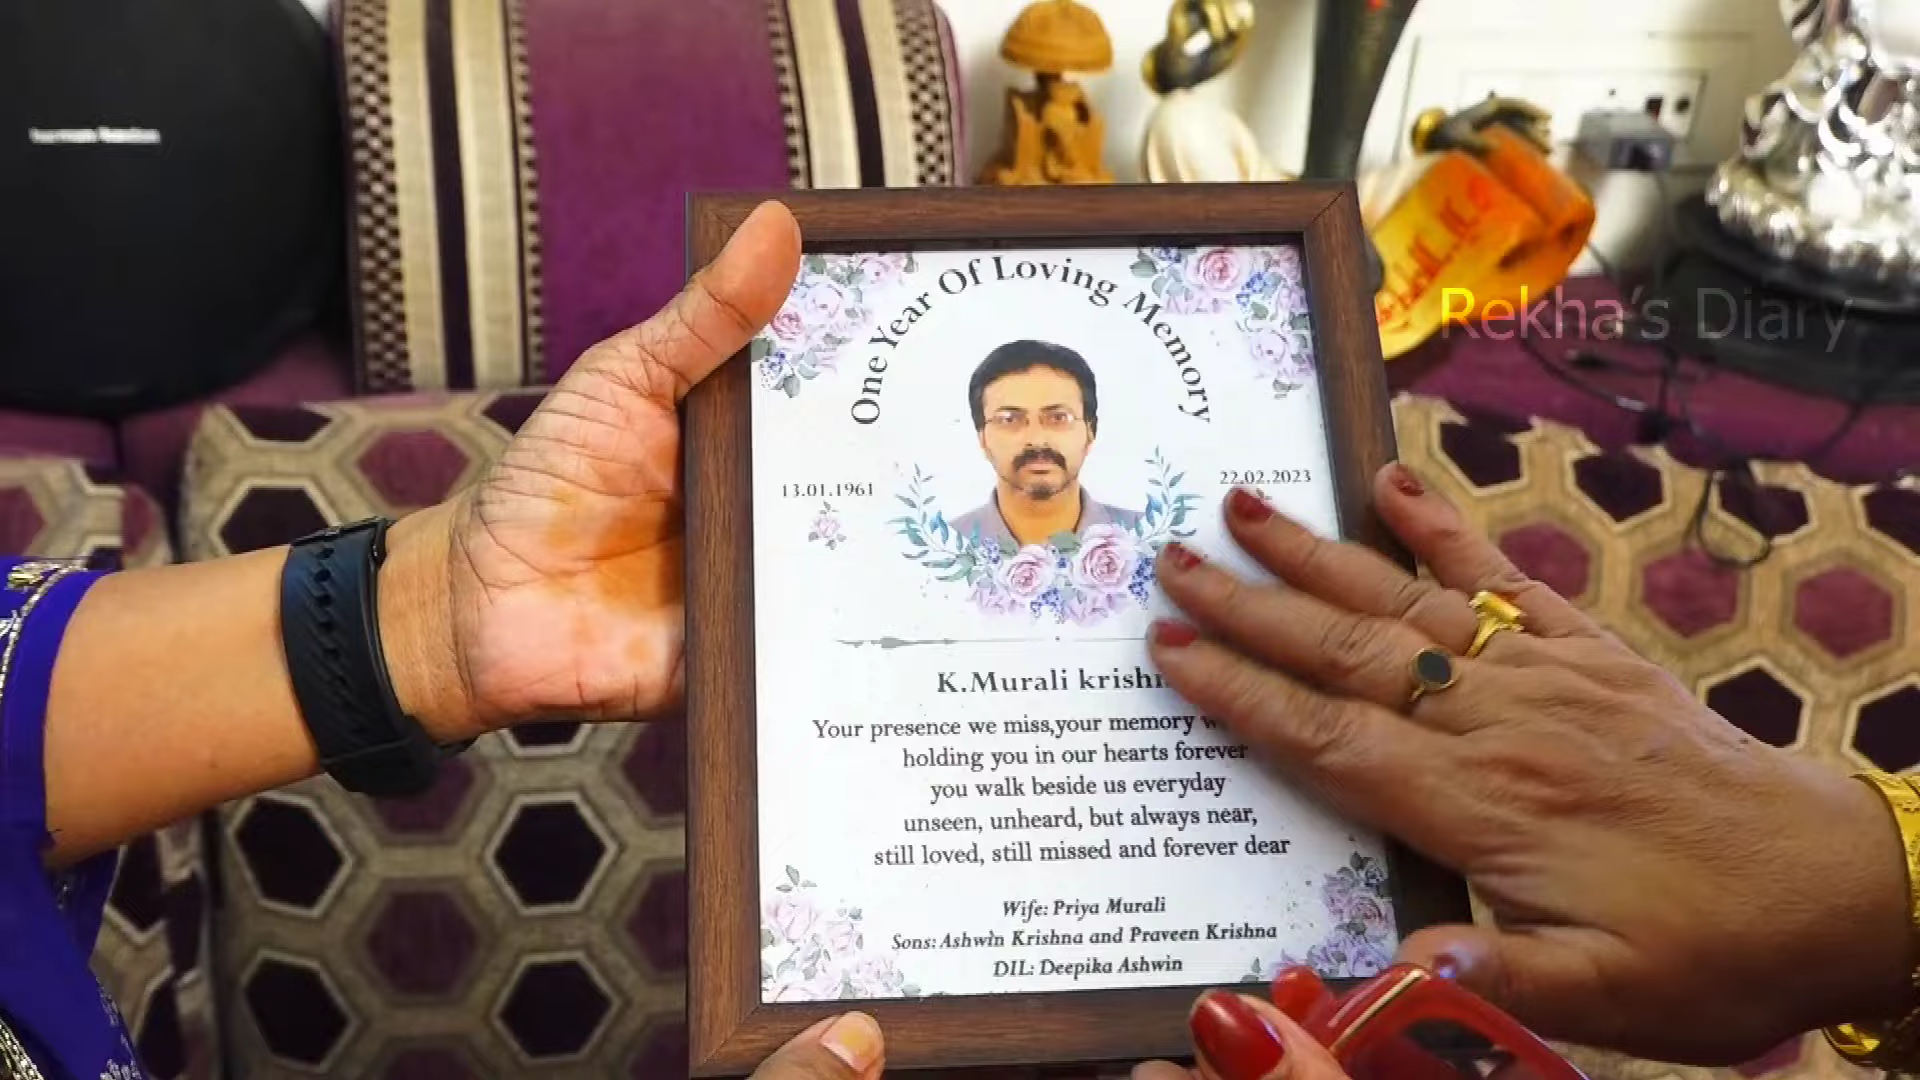 One Year Of Loving Memory
13.01.1961
22.02.2023
K.Murali
Your presence we miss,your memory
holding you in our hearts forever
you walk beside us everyday
unseen, unheard, but always near,
still loved, still missed and forever dear
Wife: Priya Murali
Sons: Ashwin Krishna and Praveen Krishna
DIL: Deepika Ashwin
Rekha's Diary